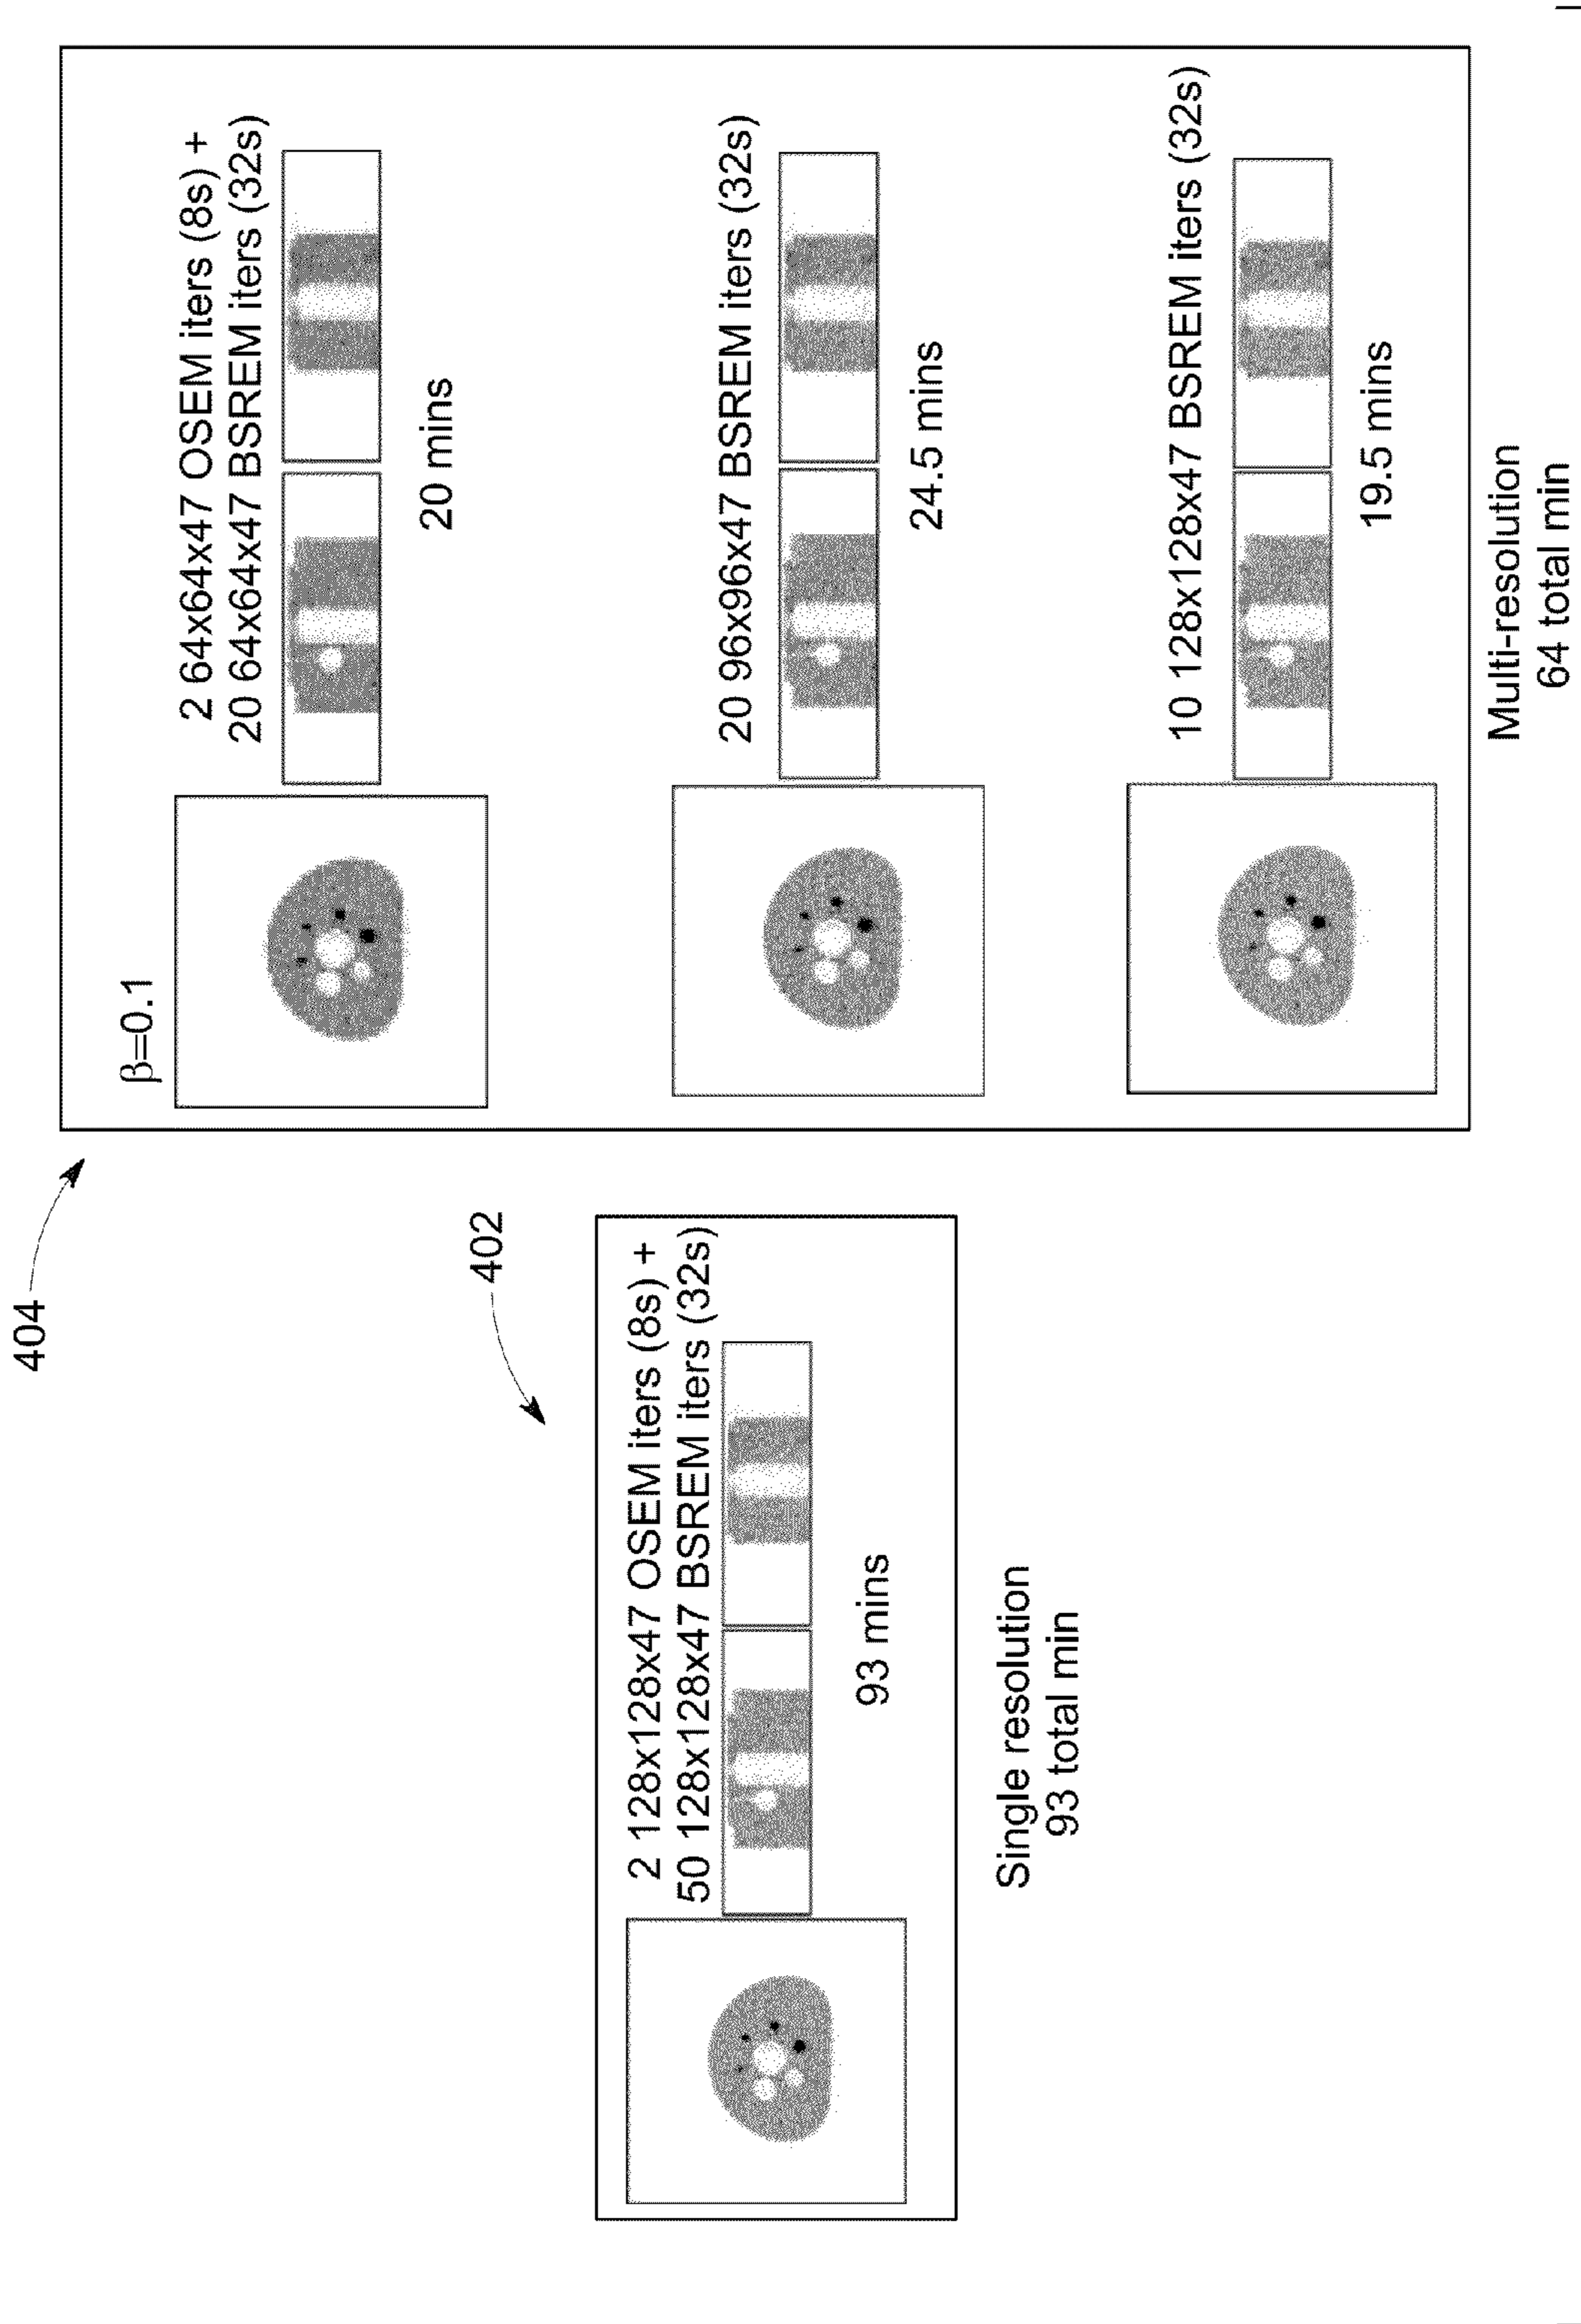 404
402
2 128x128x47 OSEM iters (8s) +
50 128x128x47 BSREM iters (32s)
93 mins
Single resolution
93 total min
β=0.1
2 64x64x47 OSEM iters (8s) +
20 64x64x47 BSREM iters (32s)
20 mins
20 96x96x47 BSREM iters (32s)
24.5 mins
10 128x128x47 BSREM iters (32s)
19.5 mins
Multi-resolution
64 total min